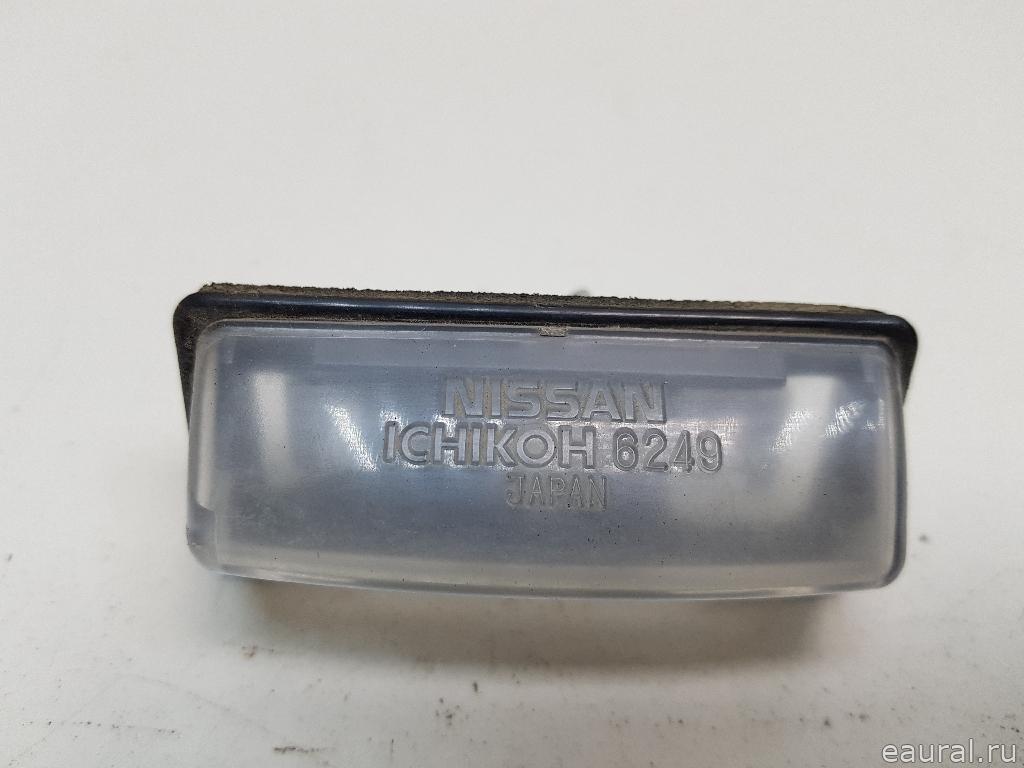 NISSAN
ICHIKOH 6249
JAPAN
eaural.ru